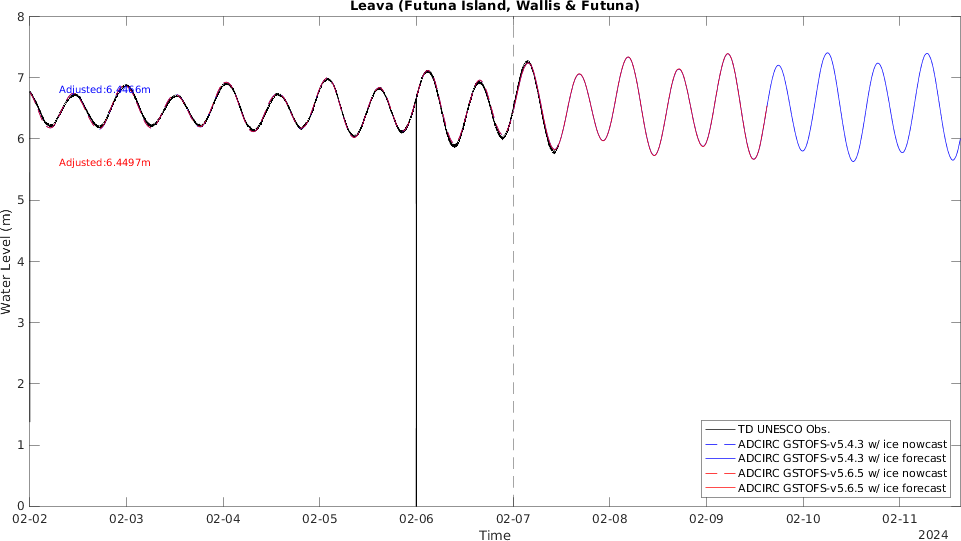 Leava (Futuna Island, Wallis & Futuna)
8
7
6
5
4
3
2
1
0
Water Level (m)
Adjusted:6.4466m
Adjusted:6.4497m
TD UNESCO Obs.
ADCIRC GSTOFS-v5.4.3 w/ ice nowcast
ADCIRC GSTOFS-v5.4.3 w/ ice forecast
ADCIRC GSTOFS-v5.6.5 w/ ice nowcast
ADCIRC GSTOFS-v5.6.5 w/ ice forecast
02-02 02-03 02-04 02-05 02-06 02-07 02-08 02-09 02-10 02-11
Time
2024